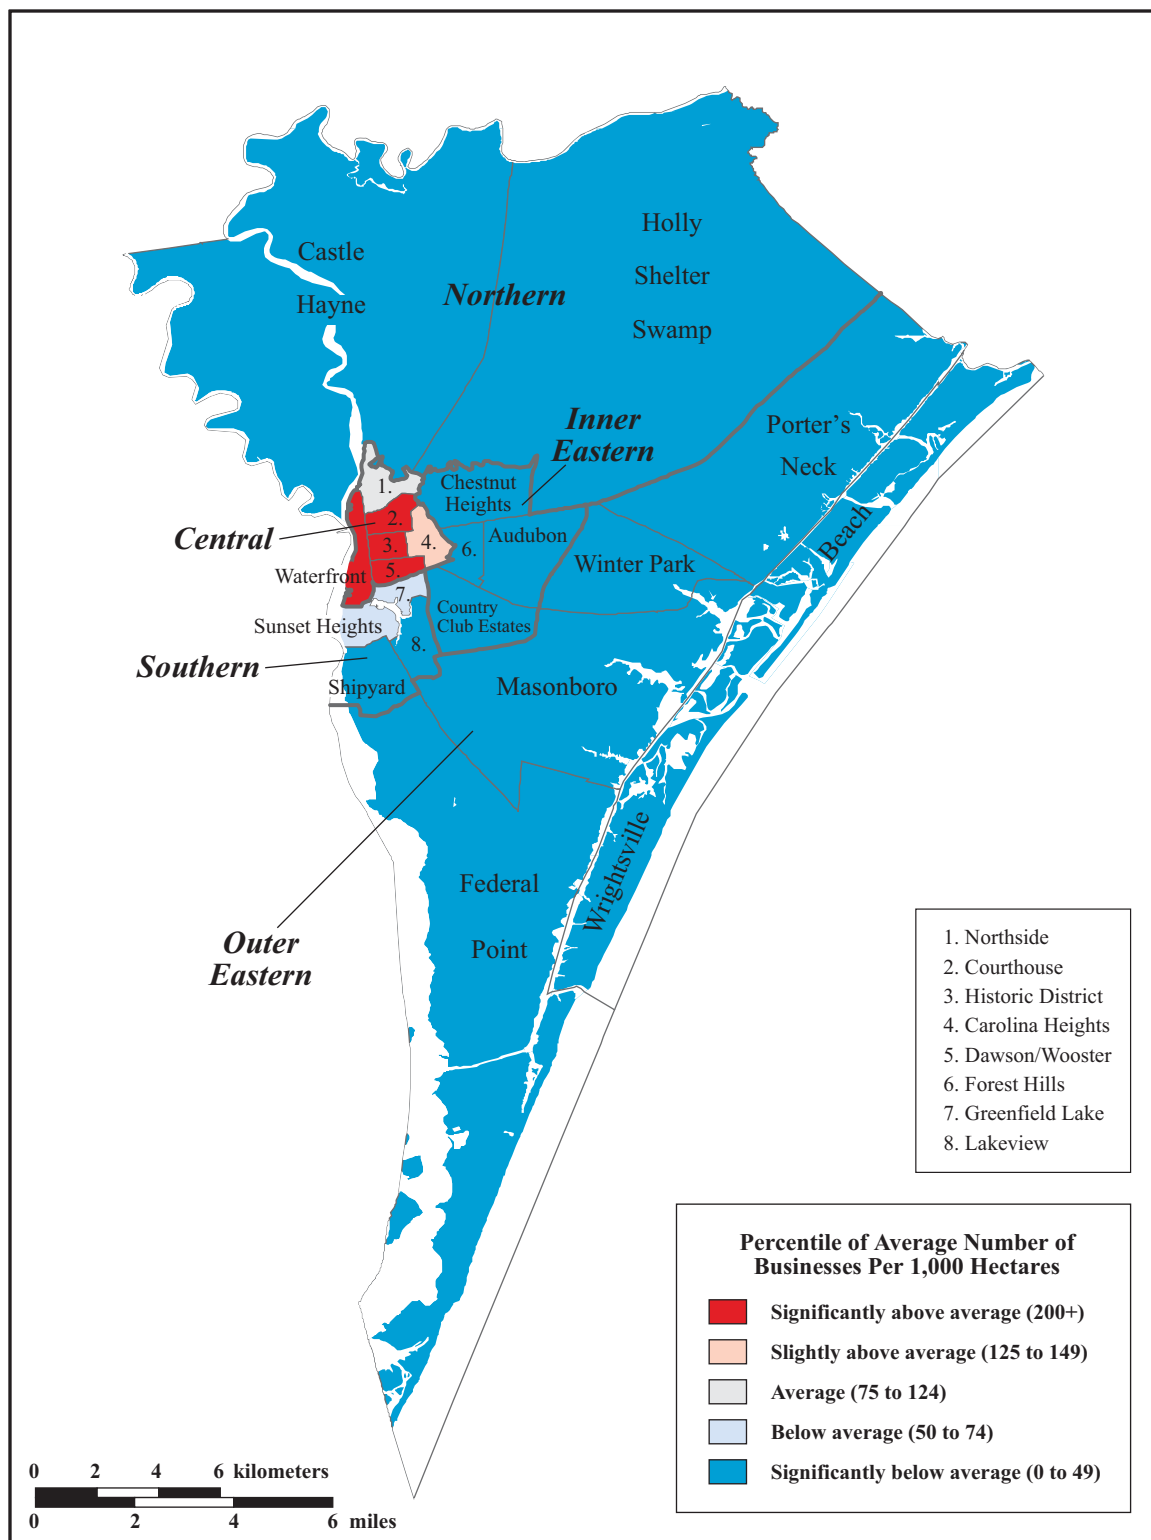 Castle
Hayne
Northern
Holly
Shelter
Swamp
Inner
Eastern
Porter's
Neck
Beach
1.
Chestnut
Heights
Central
2.
3.
4.
5.
6.
Audubon
Winter Park
Waterfront
7.
Country
Club Estates
Sunset Heights
8.
Southern
Shipyard
Masonboro
Wrightsville
Federal
Point
Outer
Eastern
1. Northside
2. Courthouse
3. Historic District
4. Carolina Heights
5. Dawson/Wooster
6. Forest Hills
7. Greenfield Lake
8. Lakeview
Percentile of Average Number of
Businesses Per 1,000 Hectares
Significantly above average (200+)
Slightly above average (125 to 149)
Average (75 to 124)
Below average (50 to 74)
Significantly below average (0 to 49)
0 2 4 6 kilometers
0 2 4 6 miles